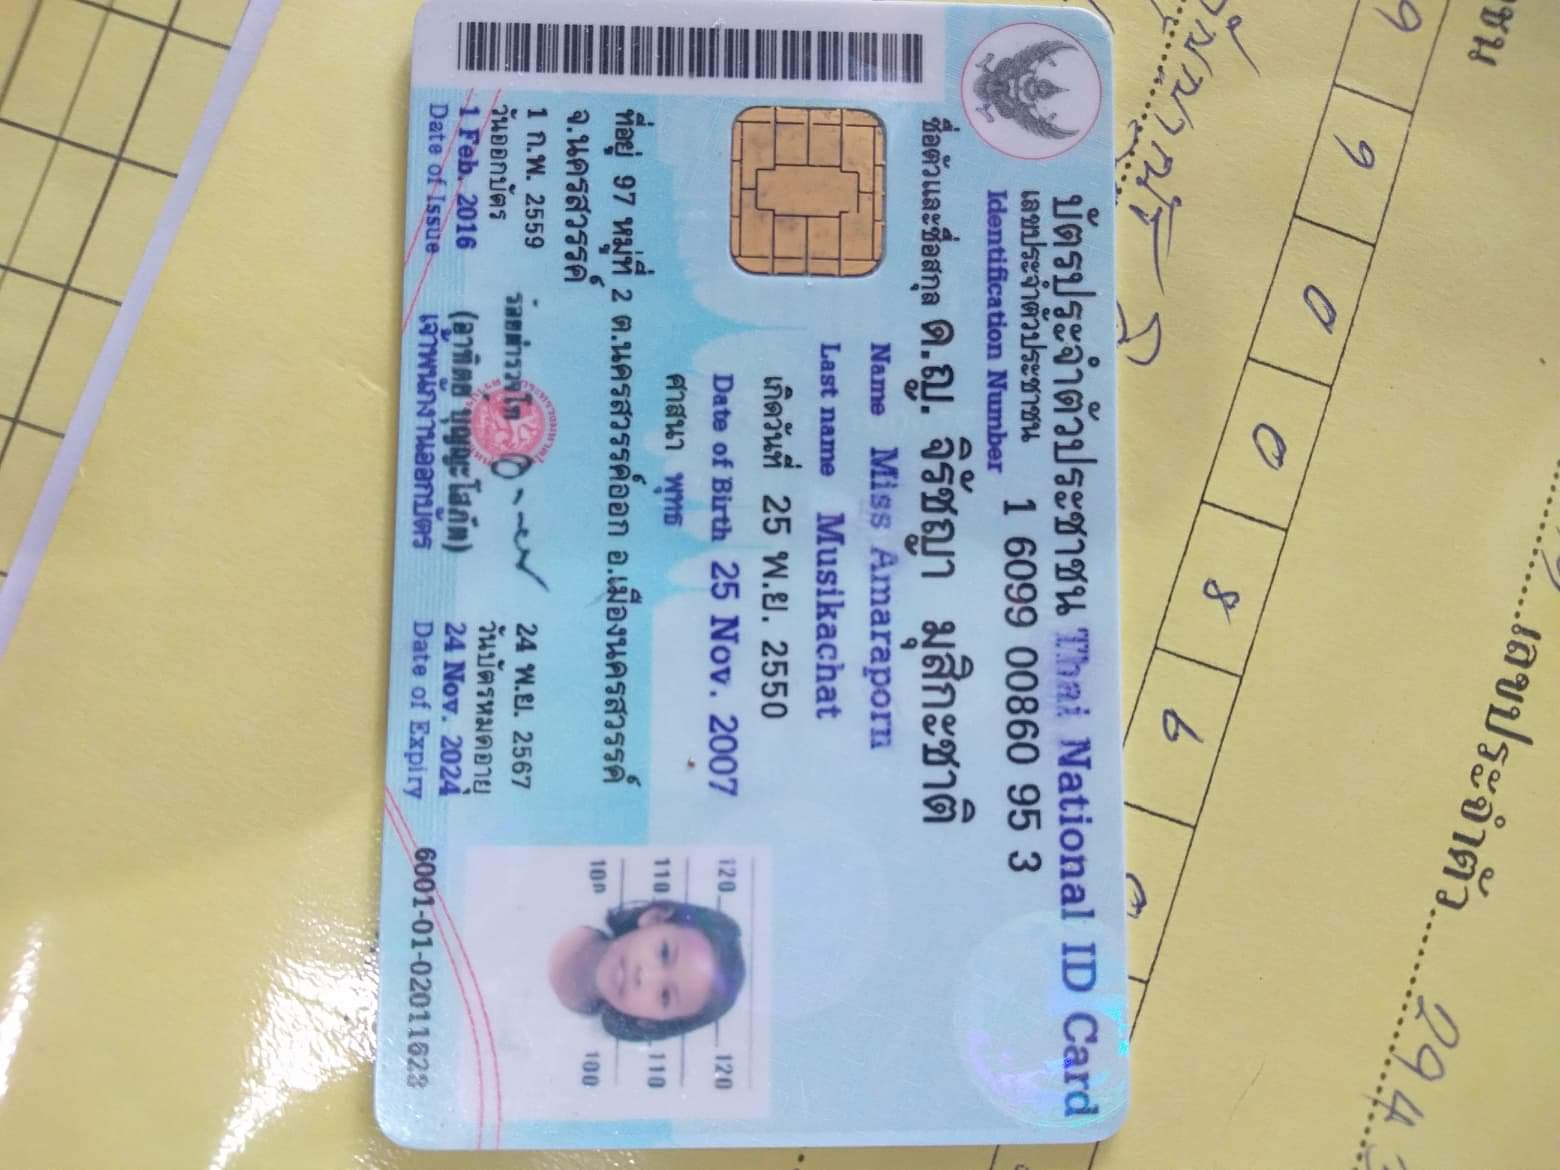 บัตรประจำตัวประชาชน Thai National ID Card
เลขประจำตัวประชาชน 1 6099 00860 95 3
Identification Number
ชื่อตัวและชื่อสกุล ด.ญ. จิรัชญา มุสิกะชาติ
Name Miss Amaraporn
Last name Musikachat
เกิดวันที่ 25 พ.ย. 2550
Date of Birth 25 Nov. 2007
ศาสนา พุทธ
ที่อยู่ 97 หมู่ที่ 2 ต.นครสวรรค์ออก อ.เมืองนครสวรรค์
จ.นครสวรรค์
1 ก.พ. 2559
วันออกบัตร
1 Feb. 2016
Date of Issue
ร้อยตำรวจโท
เจ้าพนักงานออกบัตร
24 พ.ย. 2567
วันบัตรหมดอายุ
24 Nov. 2024
Date of Expiry
120 120
110 110
100 100
6001-01-02011623
9 9 0 0 8 6
เลขประจำตัว